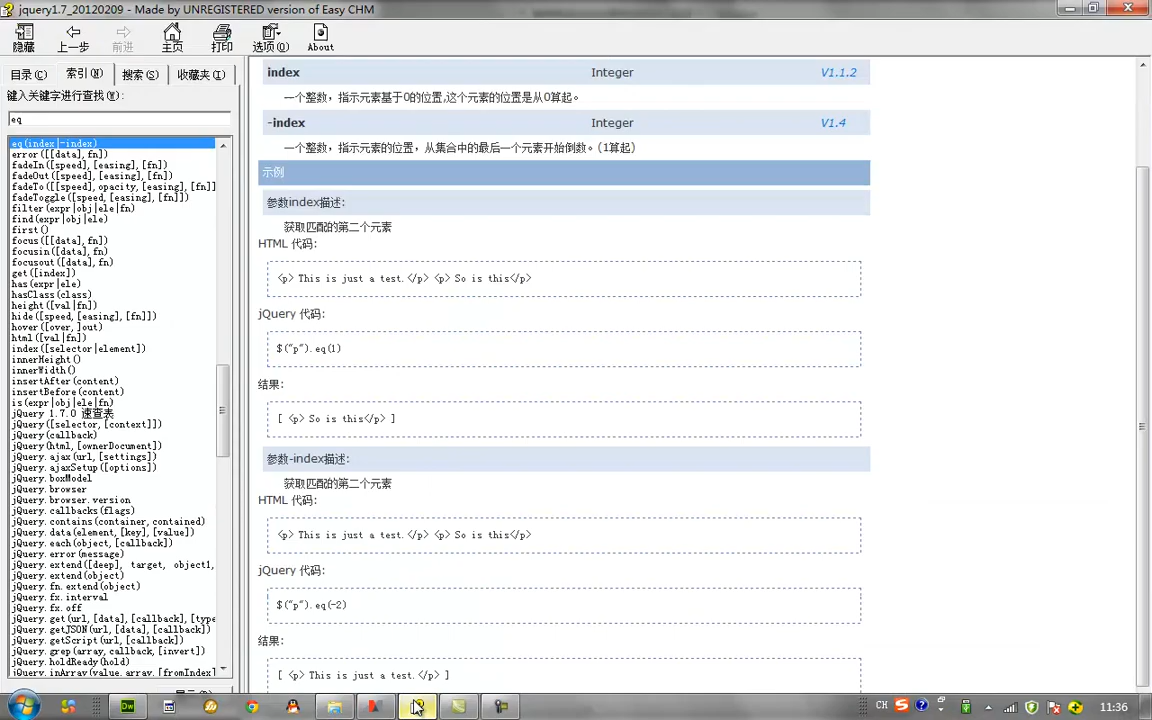 jquery1.7_20120209 - Made by UNREGISTERED version of Easy CHM
隐藏 上一步 前进 主页 打印 选项(O) About
目录(C) 索引(N) 搜索(S) 收藏夹(I)
键入关键字进行查找(W):
eq
eq(index|-index)
error([[data], fn])
fadeIn([speed], [easing], [fn])
fadeOut([speed], [easing], [fn])
fadeTo([[speed], opacity, [easing], [fn]]
fadeToggle([speed, [easing], [fn]])
filter(expr|obj|ele|fn)
find(expr|obj|ele)
first()
focus([[data], fn])
focusin([data], fn)
focusout([data], fn)
get([index])
has(expr|ele)
hasClass(class)
height([val|fn])
hide([speed, [easing], [fn]])
hover([over, ]out)
html([val|fn])
index([selector|element])
innerHeight()
innerWidth()
insertAfter(content)
insertBefore(content)
is(expr|obj|ele|fn)
jQuery 1.7.0 速查表
jQuery([selector, [context]])
jQuery(callback)
jQuery(html, [ownerDocument])
jQuery.ajax(url, [settings])
jQuery.ajaxSetup([options])
jQuery.boxModel
jQuery.browser
jQuery.browser.version
jQuery.callbacks(flags)
jQuery.contains(container, contained)
jQuery.data(element, [key], [value])
jQuery.each(object, [callback])
jQuery.error(message)
jQuery.extend([deep], target, object1,
jQuery.extend(object)
jQuery.fn.extend(object)
jQuery.fx.interval
jQuery.fx.off
jQuery.get(url, [data], [callback], [type
jQuery.getJSON(url, [data], [callback])
jQuery.getScript(url, [callback])
jQuery.grep(array, callback, [invert])
jQuery.holdReady(hold)
jQuery.inArray(value, array, [fromIndex]
index Integer V1.1.2
一个整数，指示元素基于0的位置,这个元素的位置是从0算起。
-index Integer V1.4
一个整数，指示元素的位置，从集合中的最后一个元素开始倒数。(1算起)
示例
参数index描述:
获取匹配的第二个元素
HTML 代码:
<p> This is just a test.</p> <p> So is this</p>
jQuery 代码:
$("p").eq(1)
结果:
[ <p> So is this</p> ]
参数-index描述:
获取匹配的第二个元素
HTML 代码:
<p> This is just a test.</p> <p> So is this</p>
jQuery 代码:
$("p").eq(-2)
结果:
[ <p> This is just a test.</p> ]
Dw
CH
11:36